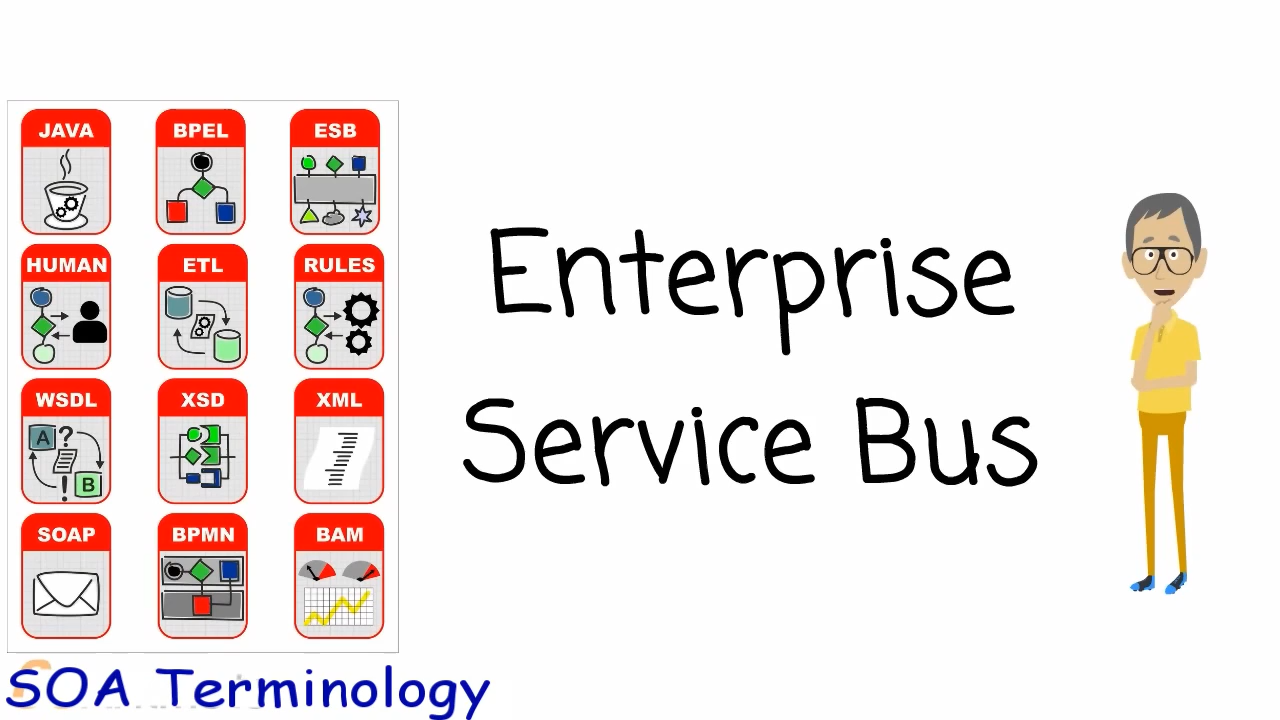 JAVA BPEL ESB
HUMAN ETL RULES
WSDL XSD XML
A ?
! B
SOAP BPMN BAM
Enterprise
Service Bus
SOA Terminology